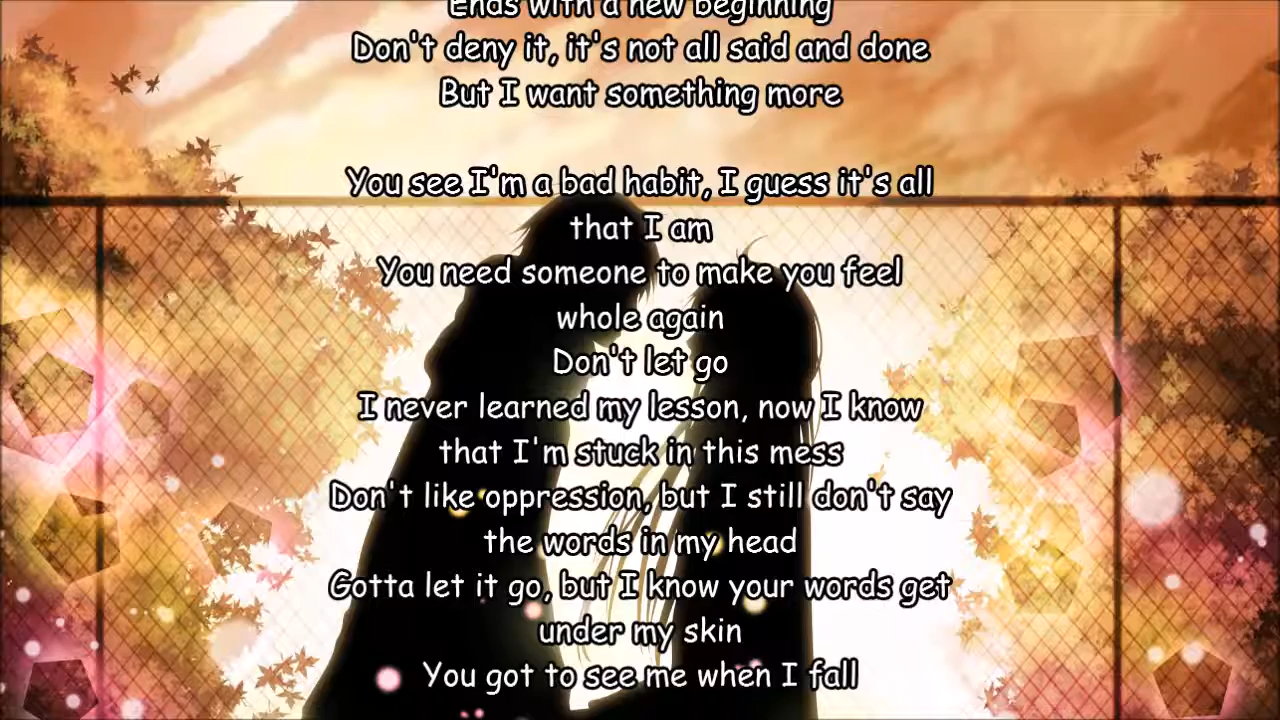 Ends with a new beginning
Don't deny it, it's not all said and done
But I want something more
You see I'm a bad habit, I guess it's all
that I am
You need someone to make you feel
whole again
Don't let go
I never learned my lesson, now I know
that I'm stuck in this mess
Don't like oppression, but I still don't say
the words in my head
Gotta let it go, but I know your words get
under my skin
You got to see me when I fall